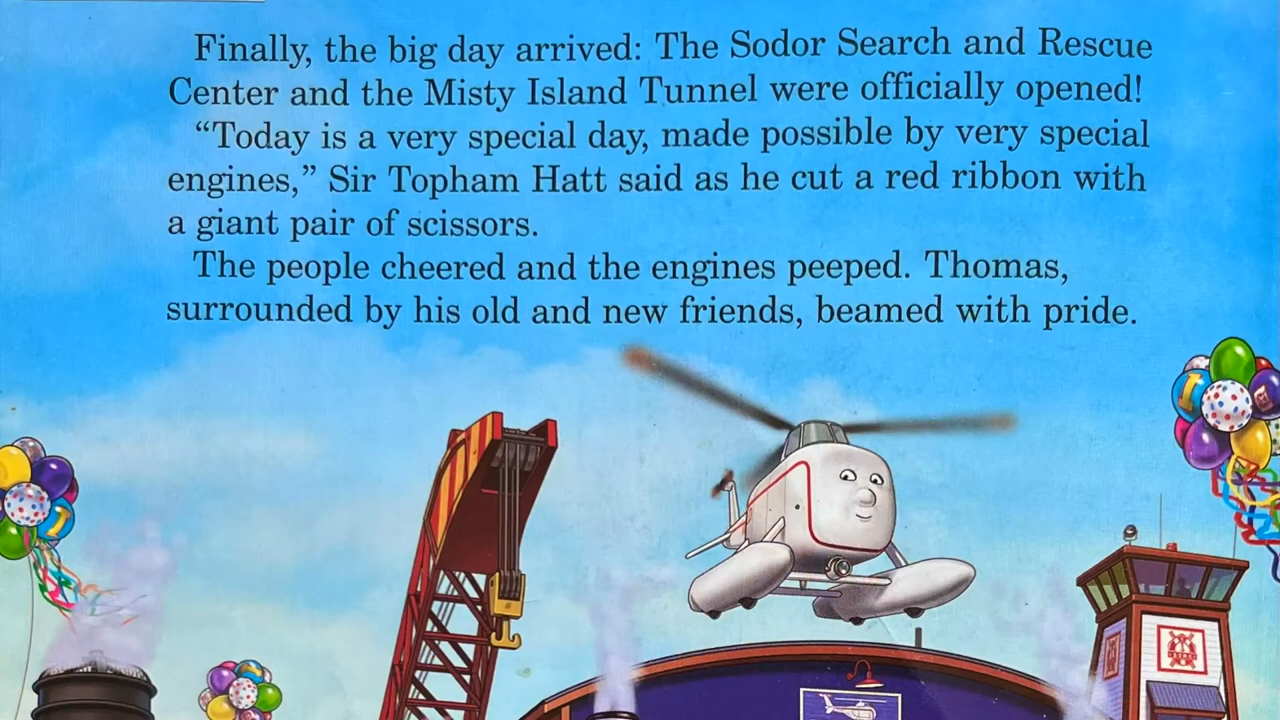 Finally, the big day arrived: The Sodor Search and Rescue
Center and the Misty Island Tunnel were officially opened!
“Today is a very special day, made possible by very special
engines,” Sir Topham Hatt said as he cut a red ribbon with
a giant pair of scissors.
The people cheered and the engines peeped. Thomas,
surrounded by his old and new friends, beamed with pride.
1
1